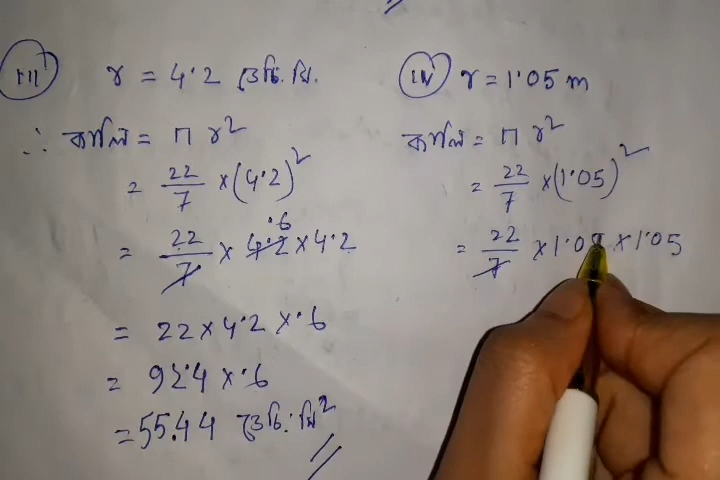 (iii) r = 4.2 ডেচি. মি.
∴ কালি = π r²
= 22/7 × (4.2)²
= 22/7 × 4.2 × 4.2
.6
= 22 × 4.2 × .6
= 92.4 × .6
= 55.44 ডেচি. মি²
(iv) r = 1.05 m
কালি = π r²
= 22/7 × (1.05)²
= 22/7 × 1.05 × 1.05